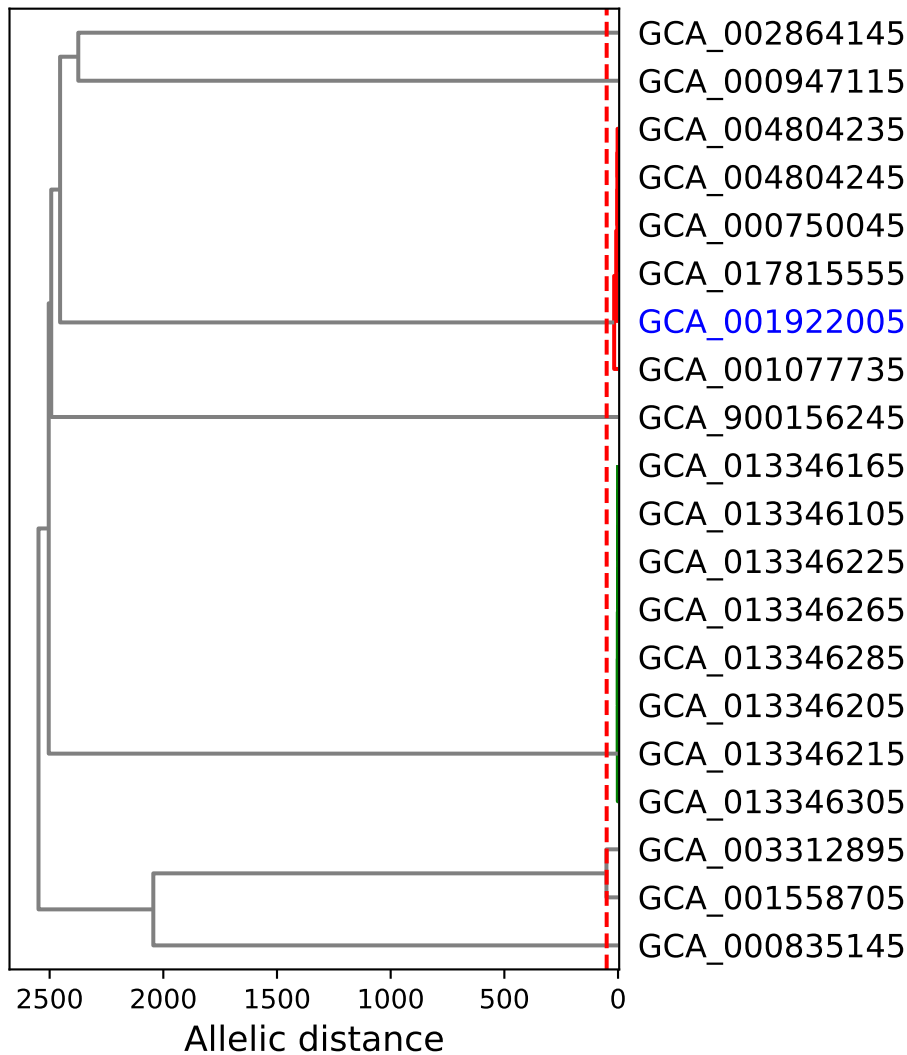 GCA_002864145
GCA_000947115
GCA_004804235
GCA_004804245
GCA_000750045
GCA_017815555
GCA_001922005
GCA_001077735
GCA_900156245
GCA_013346165
GCA_013346105
GCA_013346225
GCA_013346265
GCA_013346285
GCA_013346205
GCA_013346215
GCA_013346305
GCA_003312895
GCA_001558705
GCA_000835145
2500 2000 1500 1000 500 0
Allelic distance